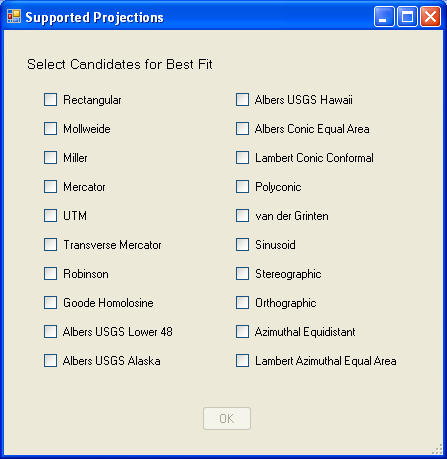 Supported Projections
Select Candidates for Best Fit
Rectangular
Mollweide
Miller
Mercator
UTM
Transverse Mercator
Robinson
Goode Homolosine
Albers USGS Lower 48
Albers USGS Alaska
Albers USGS Hawaii
Albers Conic Equal Area
Lambert Conic Conformal
Polyconic
van der Grinten
Sinusoid
Stereographic
Orthographic
Azimuthal Equidistant
Lambert Azimuthal Equal Area
OK